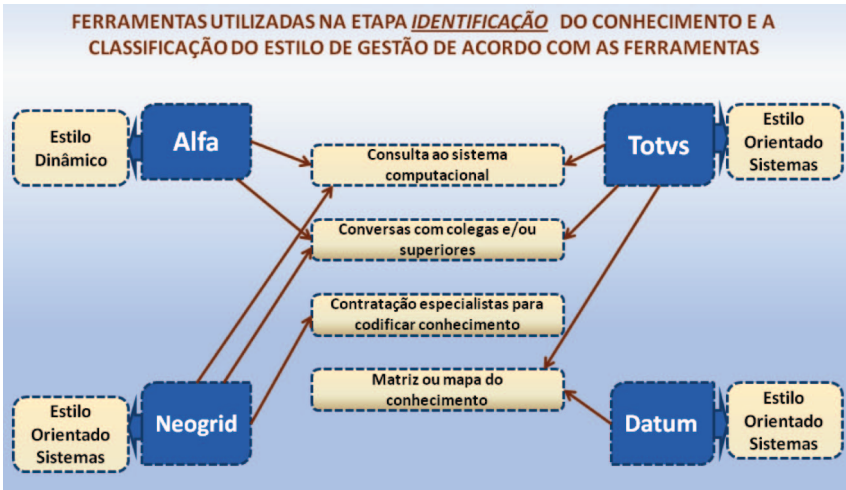 FERRAMENTAS UTILIZADAS NA ETAPA IDENTIFICAÇÃO DO CONHECIMENTO E A
CLASSIFICAÇÃO DO ESTILO DE GESTÃO DE ACORDO COM AS FERRAMENTAS
Estilo
Dinâmico
Alfa
Totvs
Estilo
Orientado
Sistemas
Consulta ao sistema
computacional
Conversas com colegas e/ou
superiores
Contratação especialistas para
codificar conhecimento
Matriz ou mapa do
conhecimento
Estilo
Orientado
Sistemas
Neogrid
Datum
Estilo
Orientado
Sistemas